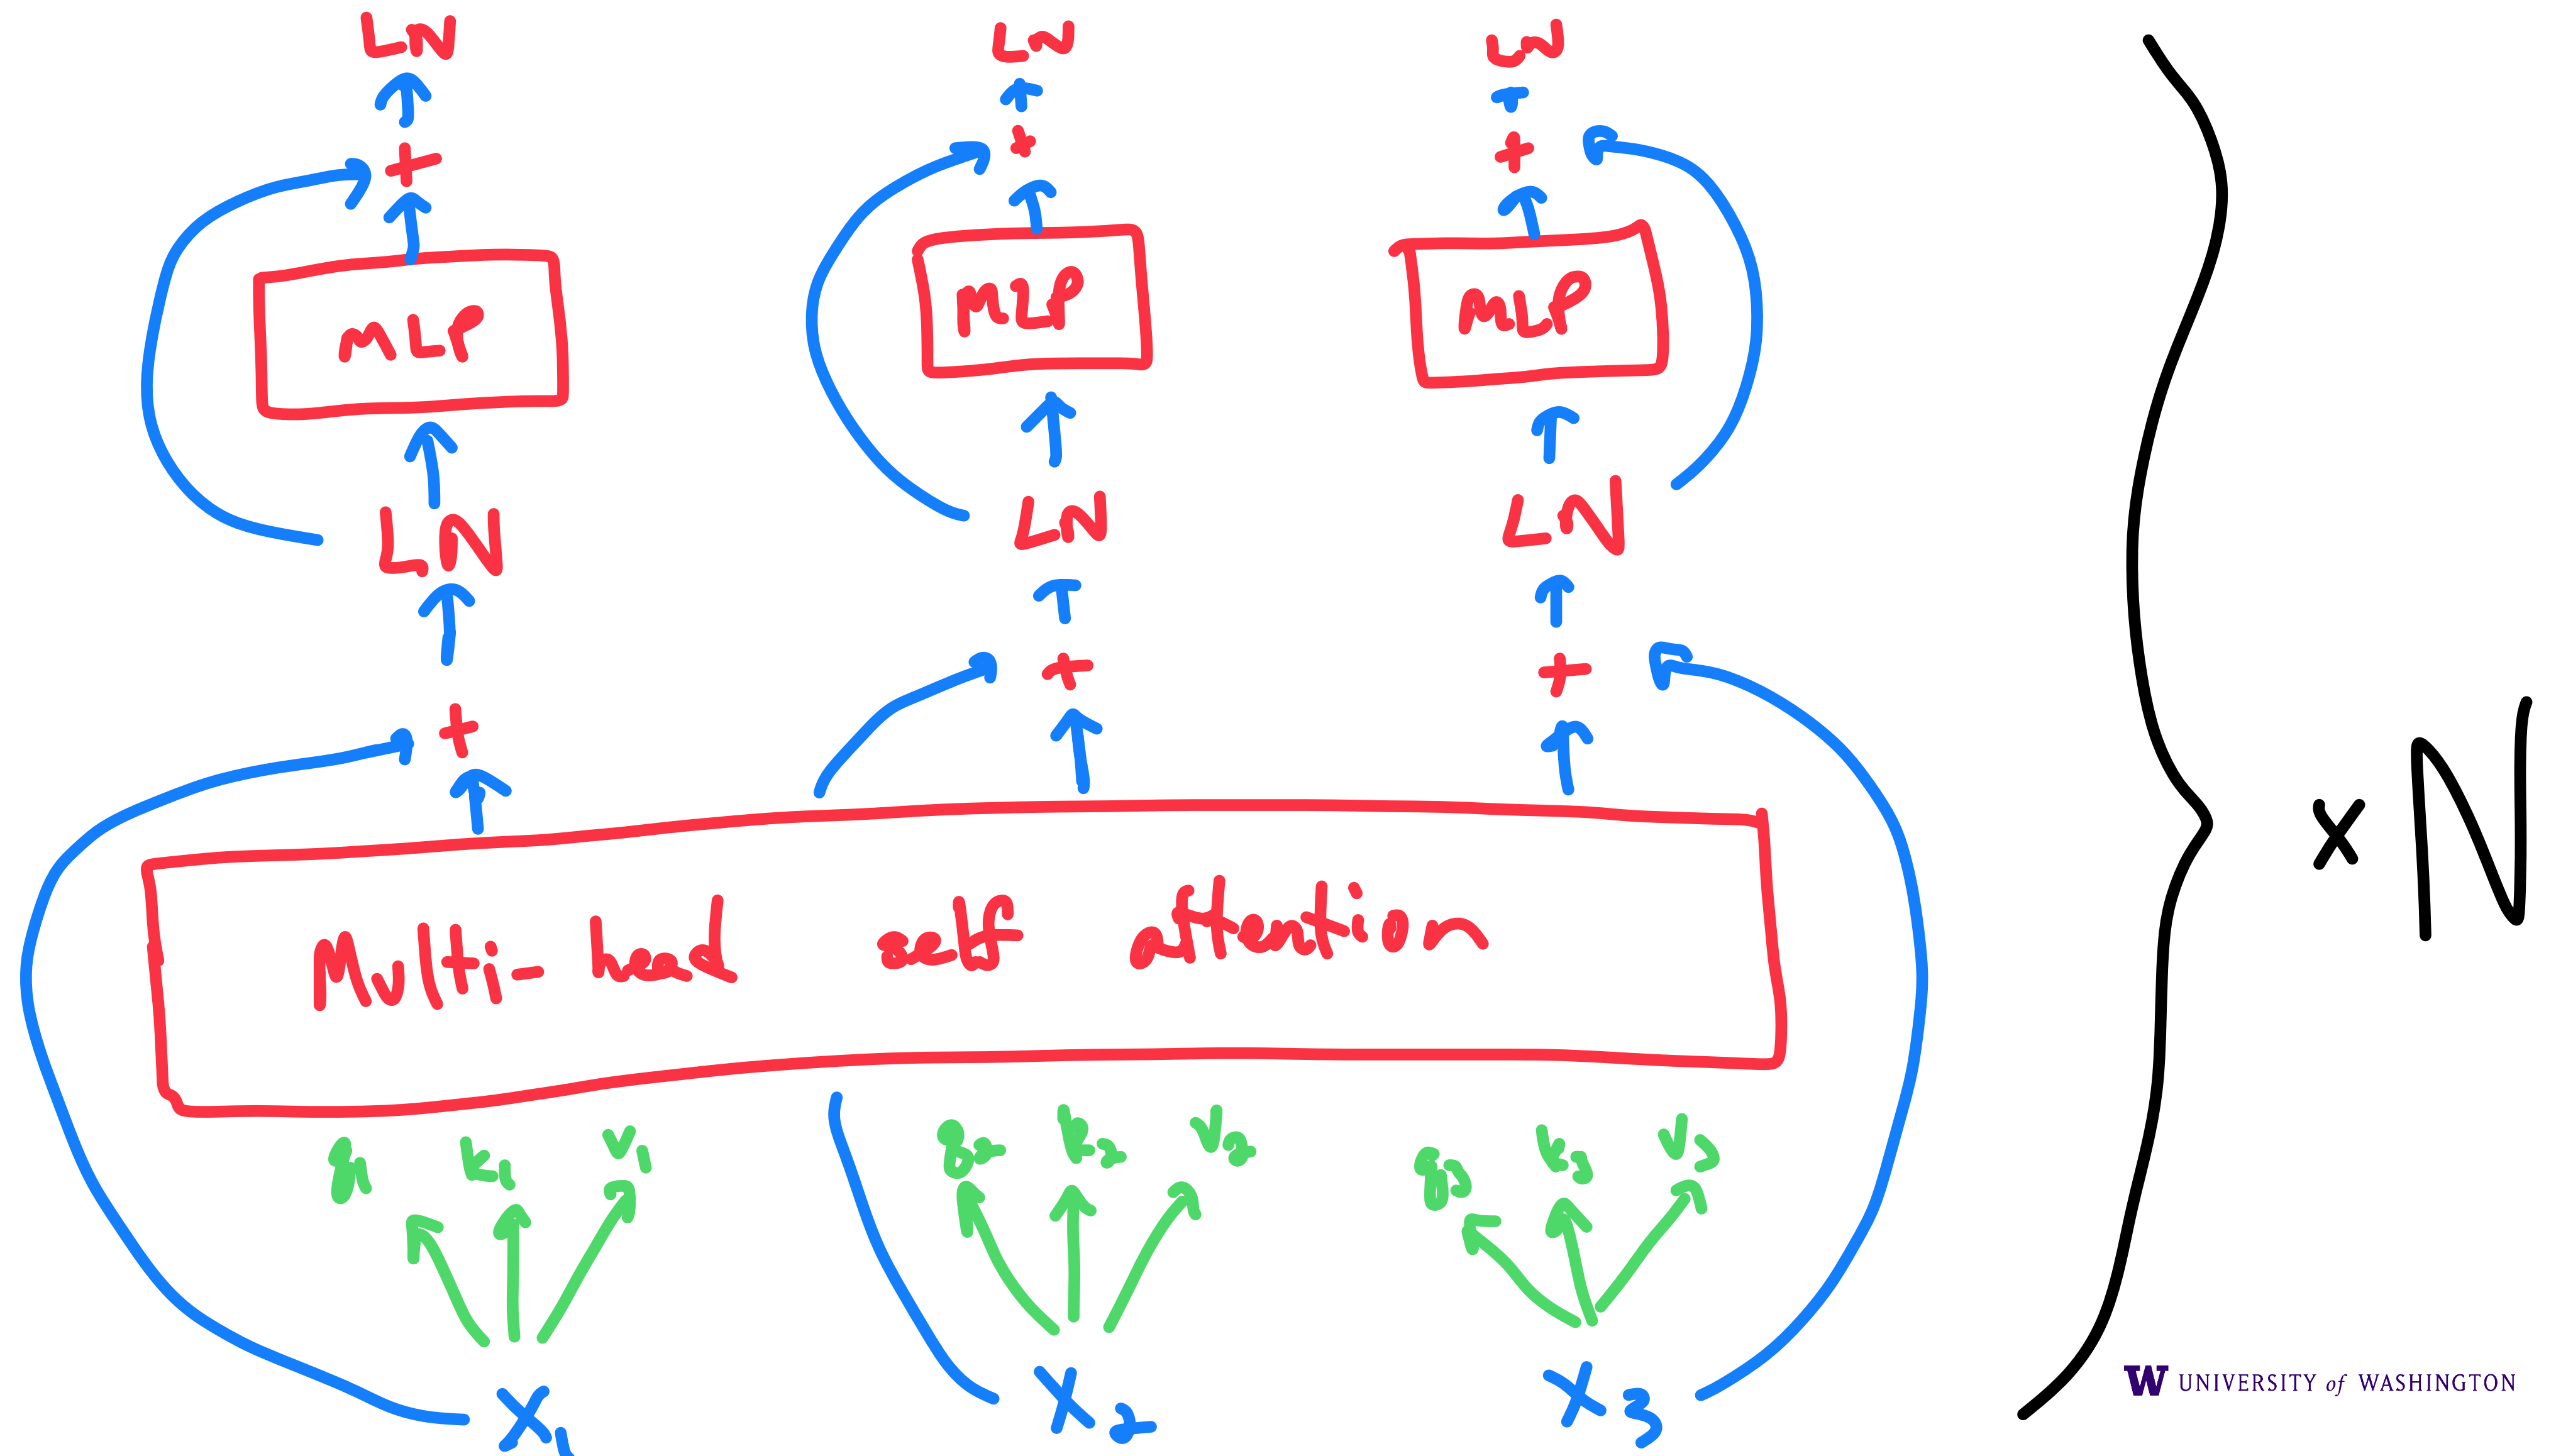 LN LN LN
+ + +
MLP MLP MLP
LN LN LN
+ + +
Multi-head self attention
q1 k1 v1 q2 k2 v2 q3 k3 v3
x1 x2 x3
x N
W UNIVERSITY of WASHINGTON